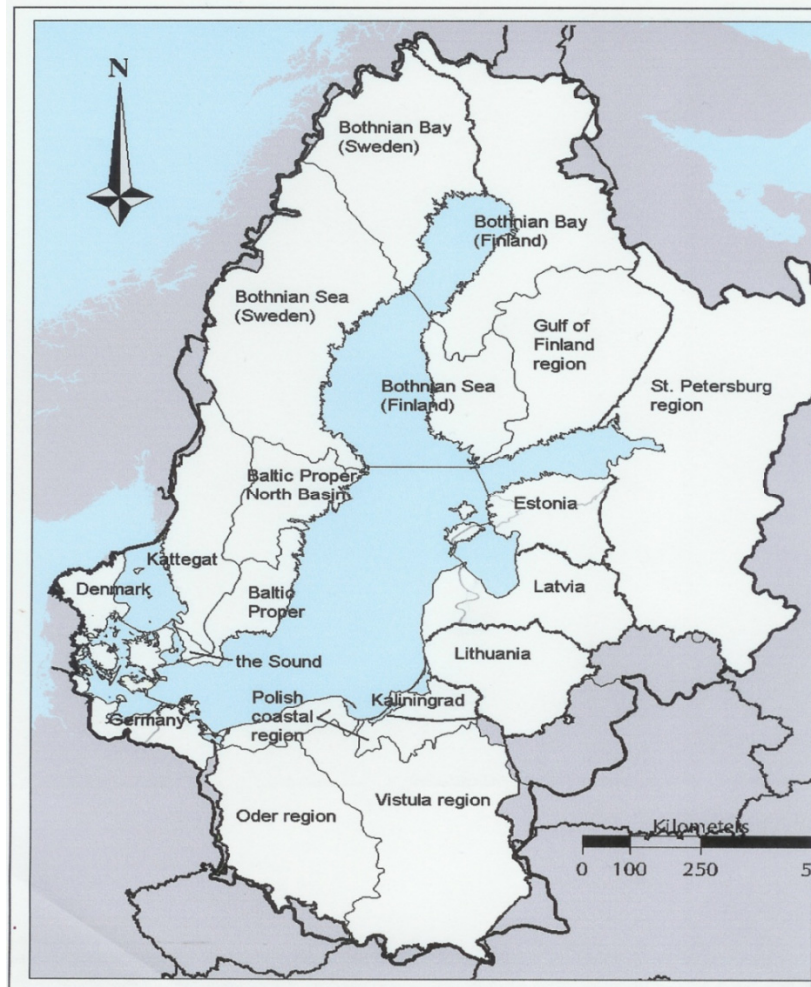 N
Bothnian Bay
(Sweden)
Bothnian Bay
(Finland)
Bothnian Sea
(Sweden)
Gulf of
Finland
region
Bothnian Sea
(Finland)
St. Petersburg
region
Baltic Proper
North Basin
Estonia
Kattegat
Denmark
Baltic
Proper
Latvia
the Sound
Lithuania
Polish
coastal
region
Kaliningrad
Germany
Oder region
Vistula region
Kilometers
0 100 250